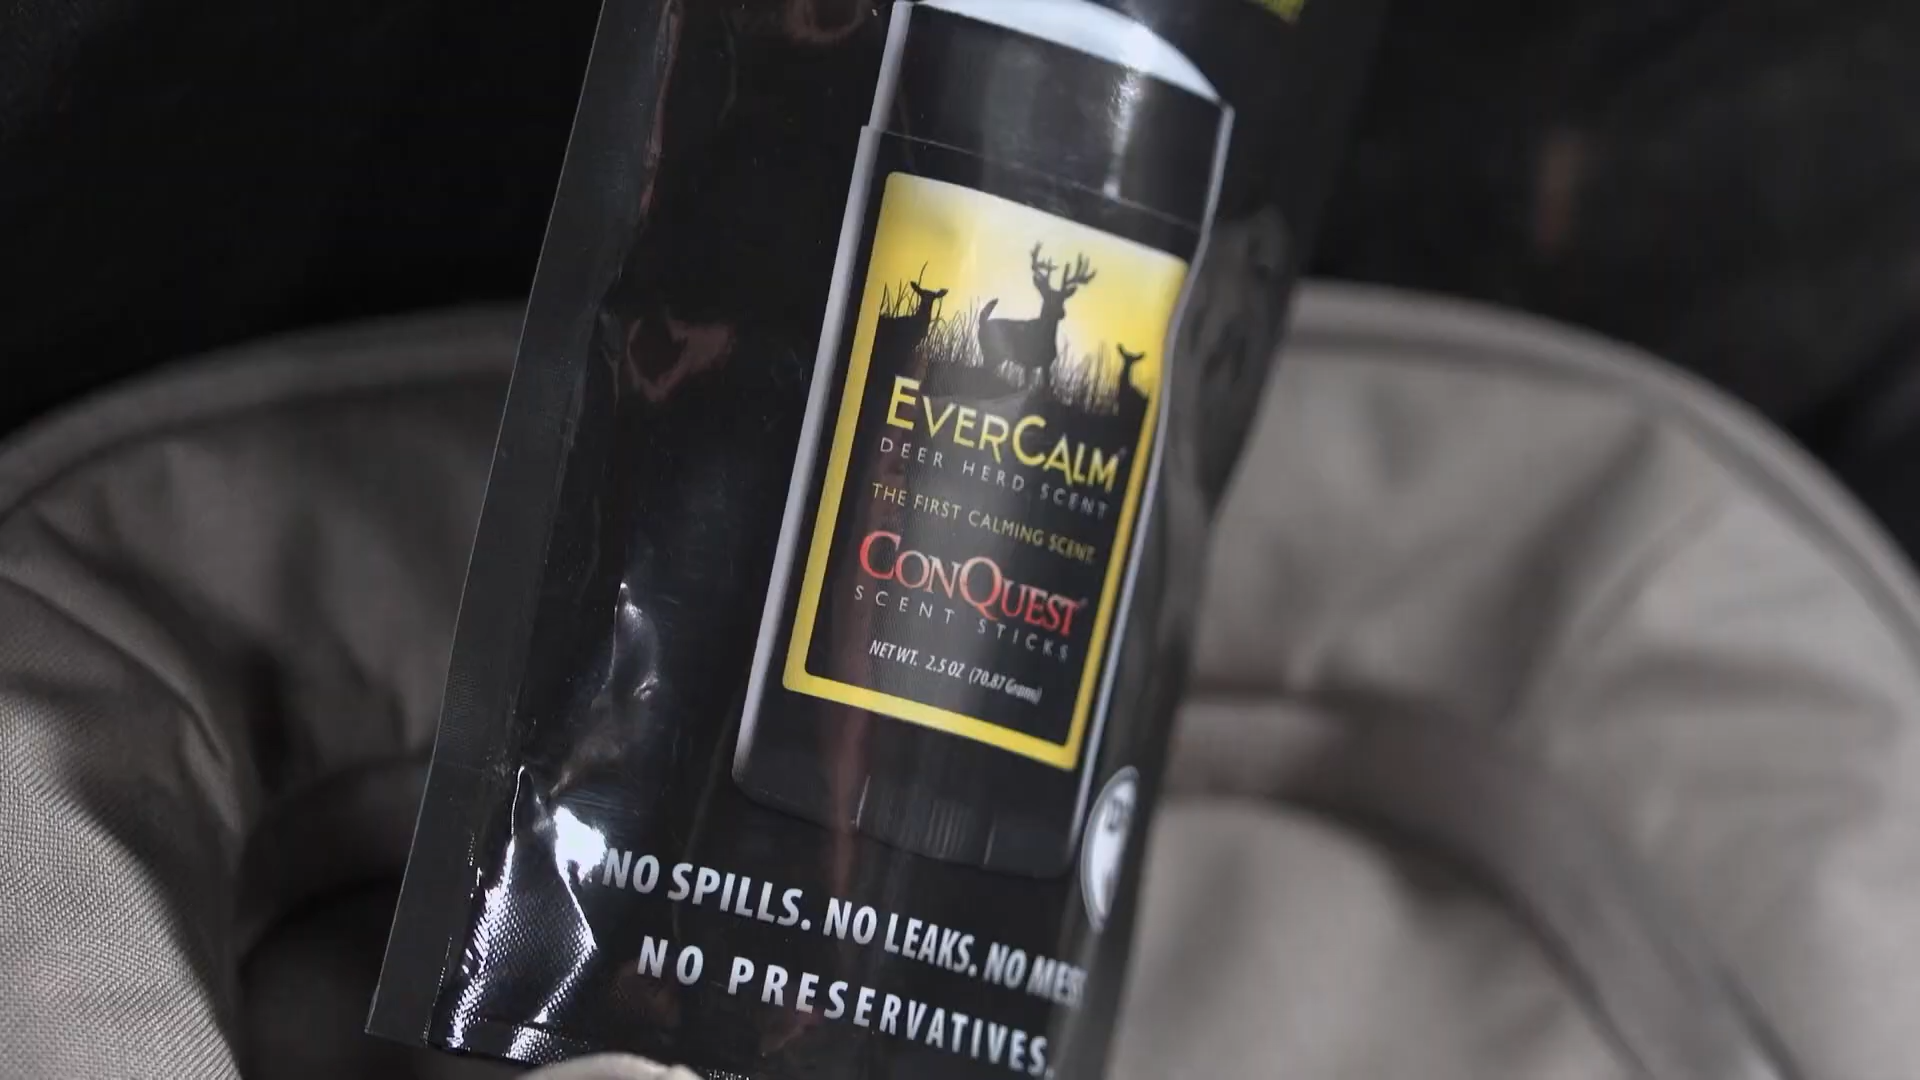 EVERCALM
DEER HERD SCENT
THE FIRST CALMING SCENT.
CONQUEST
SCENT STICKS
NET WT. 2.5 OZ (70.87 Grams)
NO SPILLS. NO LEAKS. NO MESS
NO PRESERVATIVES.